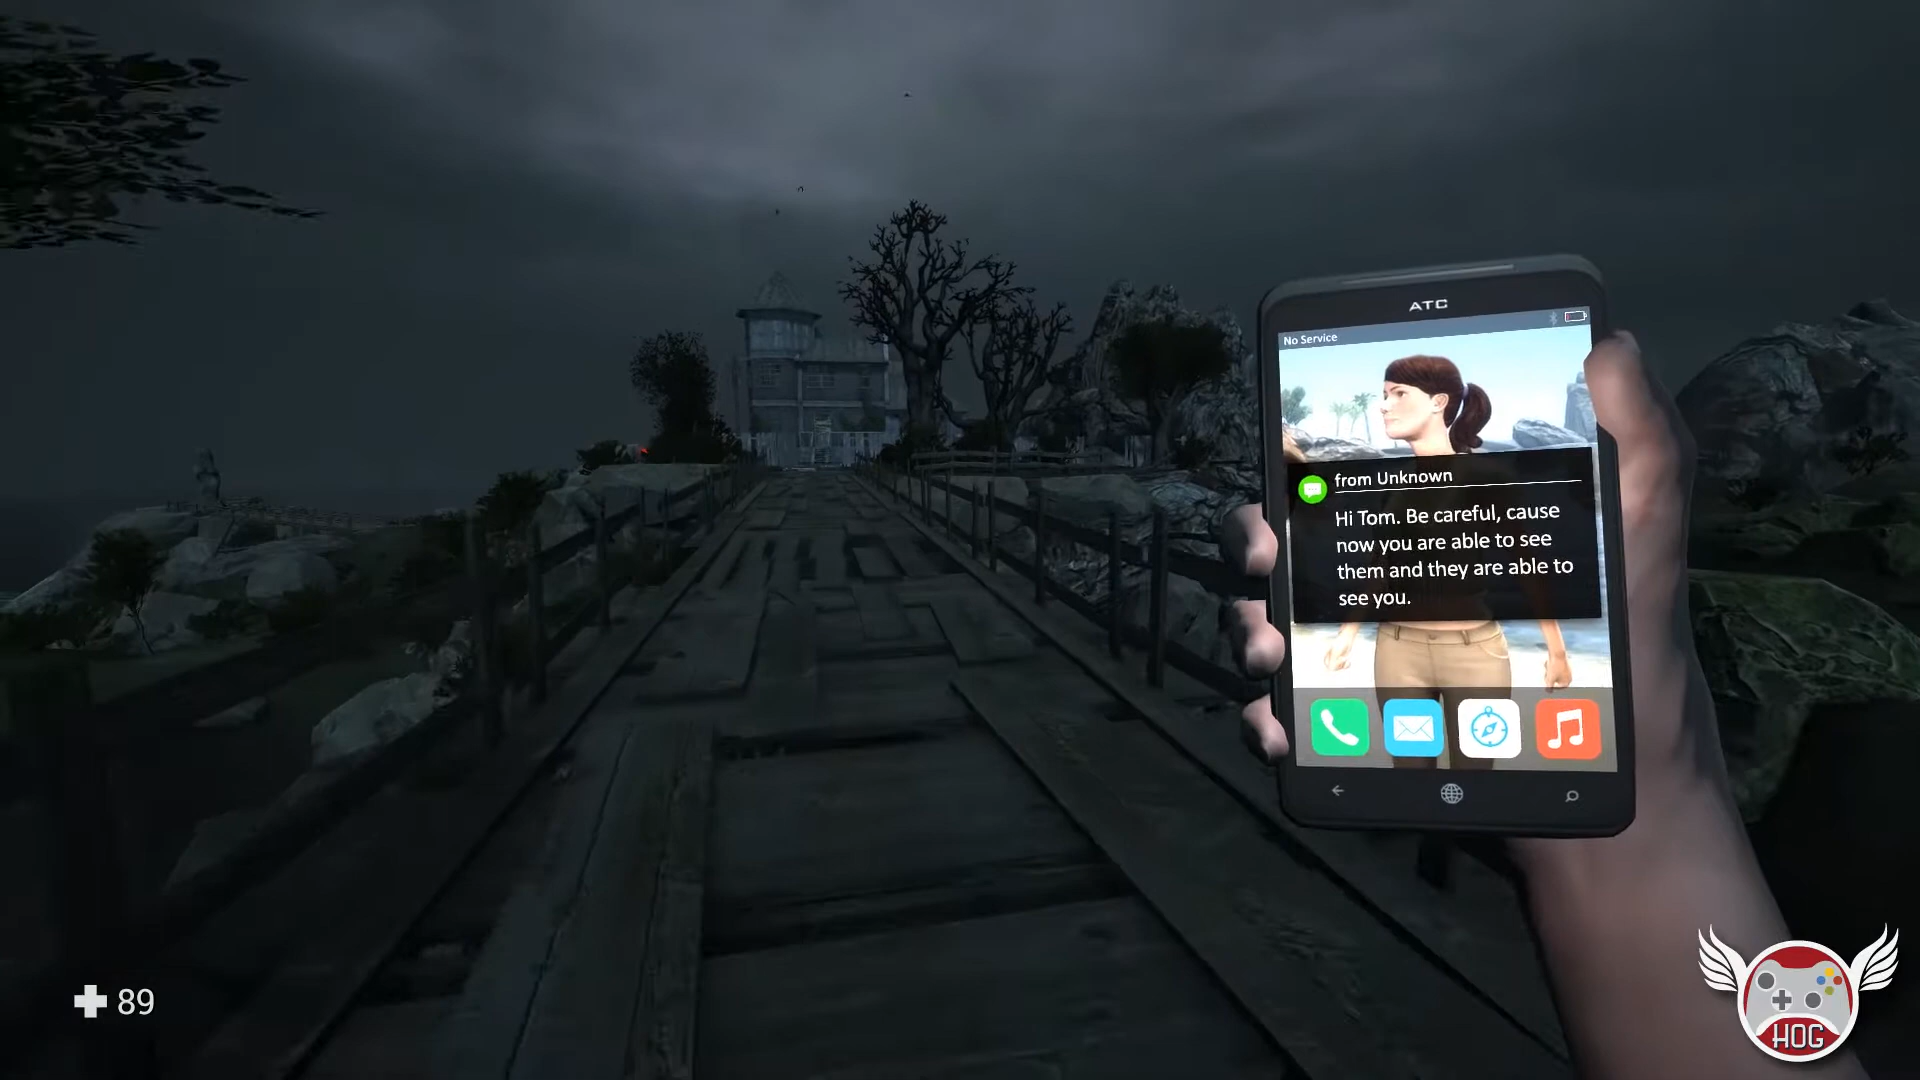 ATC
No Service
from Unknown
Hi Tom. Be careful, cause
now you are able to see
them and they are able to
see you.
89
HOG